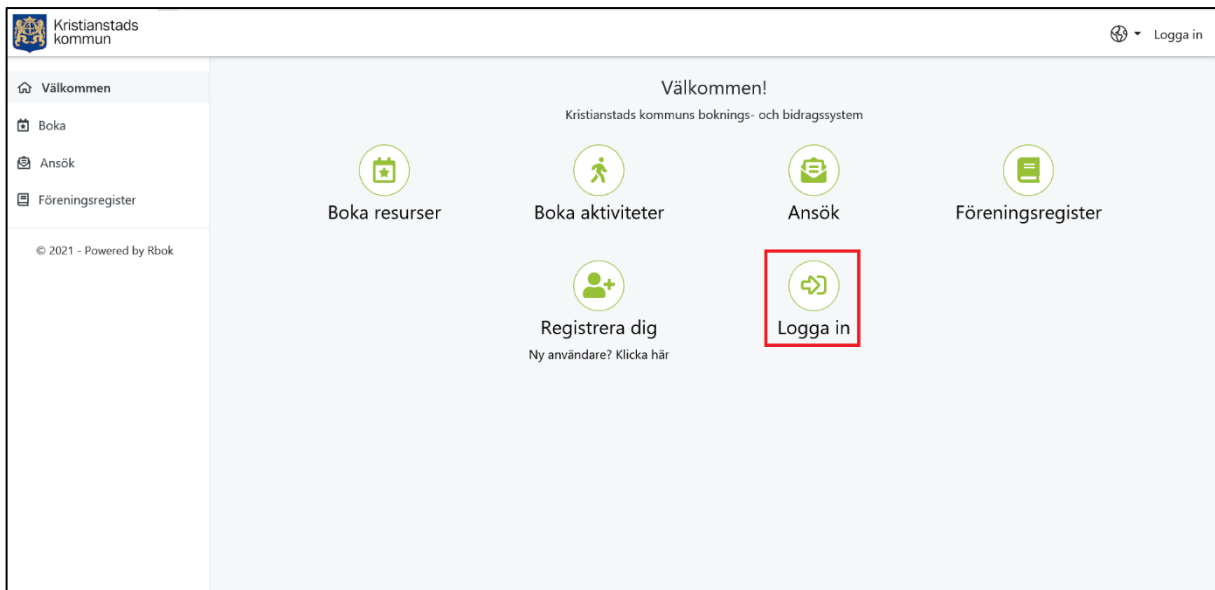 Kristianstads
kommun
Logga in
Välkommen
Boka
Ansök
Föreningsregister
© 2021 - Powered by Rbok
Välkommen!
Kristianstads kommuns boknings- och bidragssystem
Boka resurser
Boka aktiviteter
Ansök
Föreningsregister
Registrera dig
Ny användare? Klicka här
Logga in